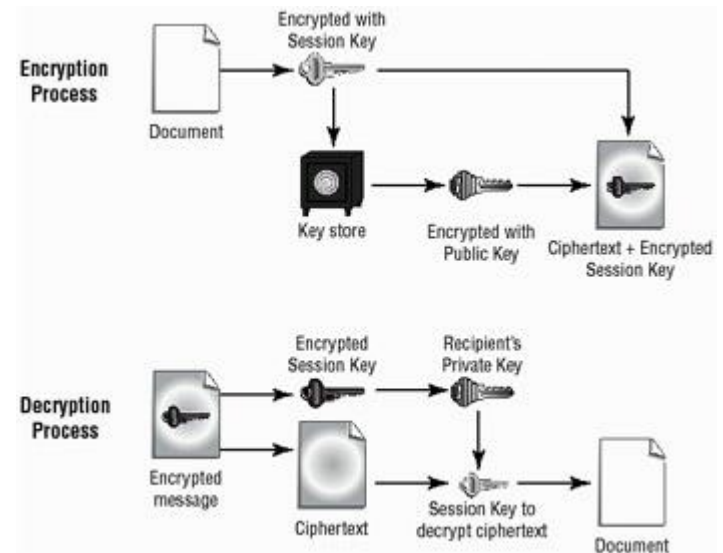 Encryption
Process
Document
Encrypted with
Session Key
Key store
Encrypted with
Public Key
Ciphertext + Encrypted
Session Key
Decryption
Process
Encrypted
message
Encrypted
Session Key
Ciphertext
Recipient's
Private Key
Session Key to
decrypt ciphertext
Document